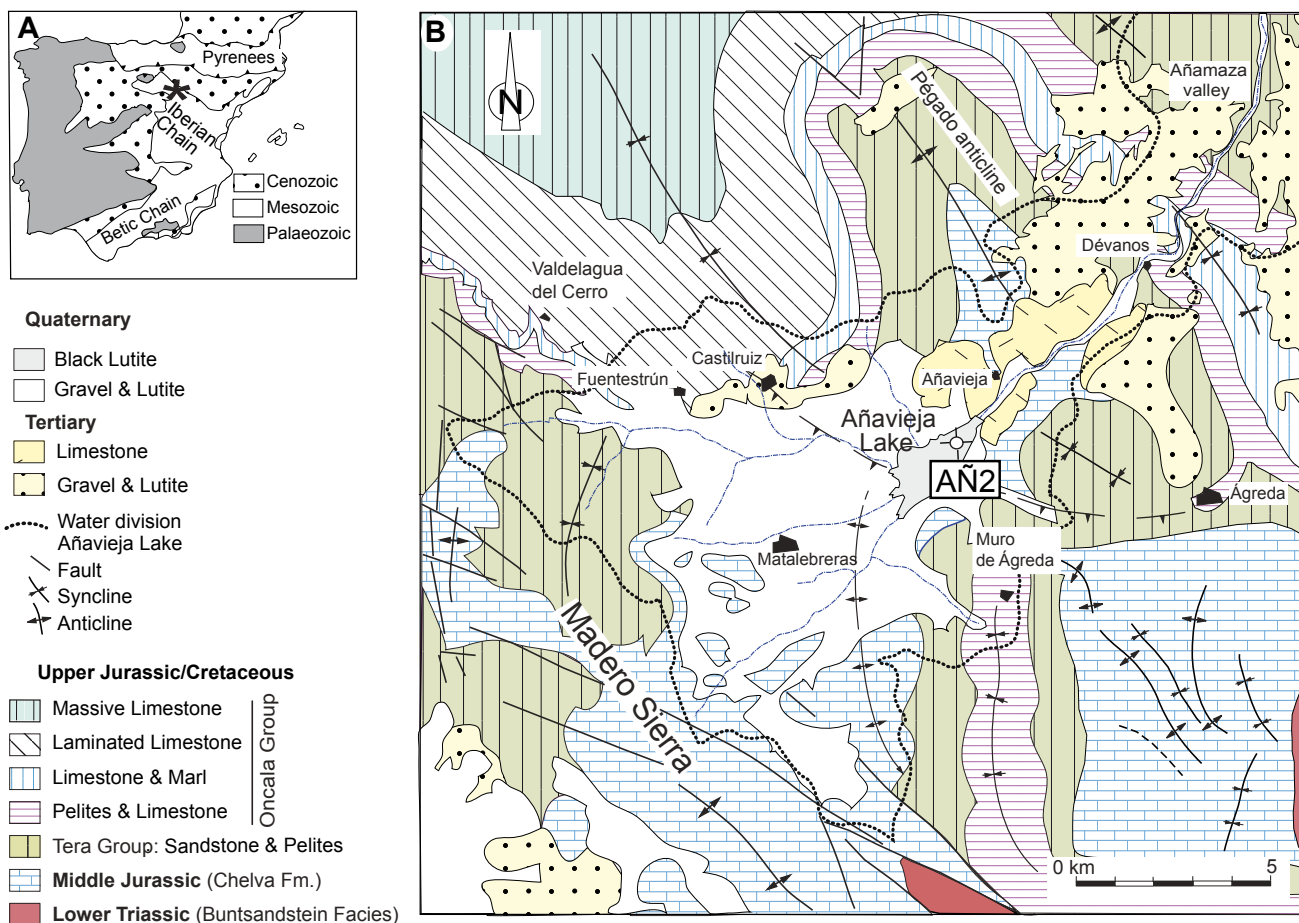 A
Pyrenees
Iberian
Chain
Betic Chain
Cenozoic
Mesozoic
Palaeozoic
Quaternary
Black Lutite
Gravel & Lutite
Tertiary
Limestone
Gravel & Lutite
Water division
Añavieja Lake
Fault
Syncline
Anticline
Upper Jurassic/Cretaceous
Massive Limestone
Laminated Limestone
Limestone & Marl
Pelites & Limestone
Oncala Group
Tera Group: Sandstone & Pelites
Middle Jurassic (Chelva Fm.)
Lower Triassic (Buntsandstein Facies)
B
N
Añamaza
valley
Pégado anticline
Dévanos
Valdelagua
del Cerro
Castilruiz
Fuentestrún
Añavieja
Añavieja
Lake
AÑ2
Ágreda
Matalebreras
Muro
de Ágreda
Madero Sierra
0 km
5